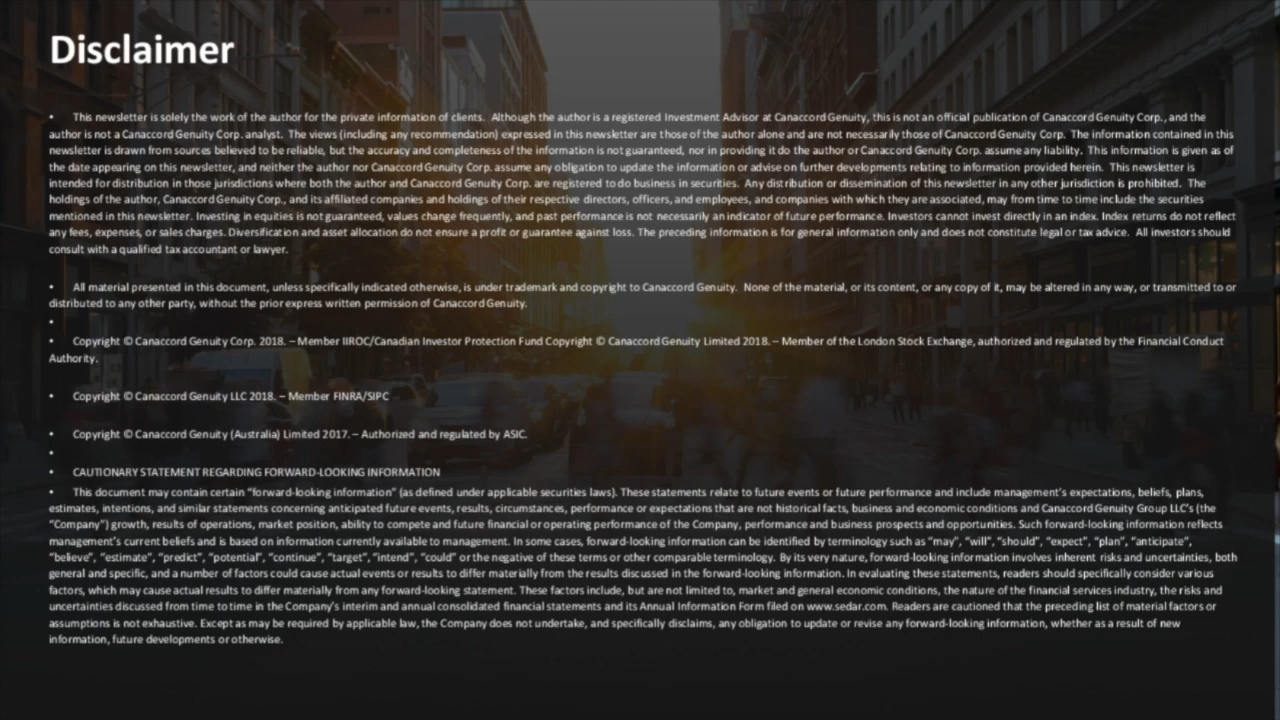 Disclaimer
• This newsletter is solely the work of the author for the private information of clients. Although the author is a registered Investment Advisor at Canaccord Genuity, this is not an official publication of Canaccord Genuity Corp., and the
author is not a Canaccord Genuity Corp. analyst. The views (including any recommendation) expressed in this newsletter are those of the author alone and are not necessarily those of Canaccord Genuity Corp. The information contained in this
newsletter is drawn from sources believed to be reliable, but the accuracy and completeness of the information is not guaranteed, nor in providing it do the author or Canaccord Genuity Corp. assume any liability. This information is given as of
the date appearing on this newsletter, and neither the author nor Canaccord Genuity Corp. assume any obligation to update the information or advise on further developments relating to information provided herein. This newsletter is
intended for distribution in those jurisdictions where both the author and Canaccord Genuity Corp. are registered to do business in securities. Any distribution or dissemination of this newsletter in any other jurisdiction is prohibited. The
holdings of the author, Canaccord Genuity Corp., and its affiliated companies and holdings of their respective directors, officers, and employees, and companies with which they are associated, may from time to time include the securities
mentioned in this newsletter. Investing in equities is not guaranteed, values change frequently, and past performance is not necessarily an indicator of future performance. Investors cannot invest directly in an index. Index returns do not reflect
any fees, expenses, or sales charges. Diversification and asset allocation do not ensure a profit or guarantee against loss. The preceding information is for general information only and does not constitute legal or tax advice. All investors should
consult with a qualified tax accountant or lawyer.
• All material presented in this document, unless specifically indicated otherwise, is under trademark and copyright to Canaccord Genuity. None of the material, or its content, or any copy of it, may be altered in any way, or transmitted to or
distributed to any other party, without the prior express written permission of Canaccord Genuity.
•
• Copyright © Canaccord Genuity Corp. 2018. – Member IIROC/Canadian Investor Protection Fund Copyright © Canaccord Genuity Limited 2018. – Member of the London Stock Exchange, authorized and regulated by the Financial Conduct
Authority.
• Copyright © Canaccord Genuity LLC 2018. – Member FINRA/SIPC
• Copyright © Canaccord Genuity (Australia) Limited 2017. – Authorized and regulated by ASIC.
•
• CAUTIONARY STATEMENT REGARDING FORWARD-LOOKING INFORMATION
• This document may contain certain “forward-looking information” (as defined under applicable securities laws). These statements relate to future events or future performance and include management’s expectations, beliefs, plans,
estimates, intentions, and similar statements concerning anticipated future events, results, circumstances, performance or expectations that are not historical facts, business and economic conditions and Canaccord Genuity Group LLC’s (the
“Company”) growth, results of operations, market position, ability to compete and future financial or operating performance of the Company, performance and business prospects and opportunities. Such forward-looking information reflects
management’s current beliefs and is based on information currently available to management. In some cases, forward-looking information can be identified by terminology such as “may”, “will”, “should”, “expect”, “plan”, “anticipate”,
“believe”, “estimate”, “predict”, “potential”, “continue”, “target”, “intend”, “could” or the negative of these terms or other comparable terminology. By its very nature, forward-looking information involves inherent risks and uncertainties, both
general and specific, and a number of factors could cause actual events or results to differ materially from the results discussed in the forward-looking information. In evaluating these statements, readers should specifically consider various
factors, which may cause actual results to differ materially from any forward-looking statement. These factors include, but are not limited to, market and general economic conditions, the nature of the financial services industry, the risks and
uncertainties discussed from time to time in the Company’s interim and annual consolidated financial statements and its Annual Information Form filed on www.sedar.com. Readers are cautioned that the preceding list of material factors or
assumptions is not exhaustive. Except as may be required by applicable law, the Company does not undertake, and specifically disclaims, any obligation to update or revise any forward-looking information, whether as a result of new
information, future developments or otherwise.